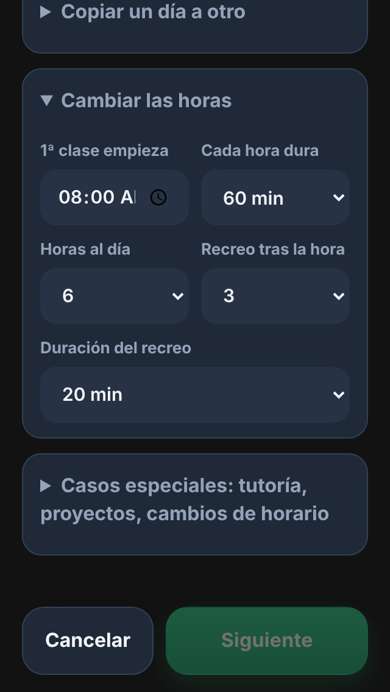 Copiar un día a otro
Cambiar las horas
1ª clase empieza
Cada hora dura
08:00 A
60 min
Horas al día
Recreo tras la hora
6
3
Duración del recreo
20 min
Casos especiales: tutoría,
proyectos, cambios de horario
Cancelar
Siguiente